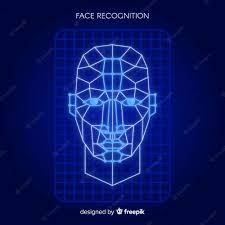 FACE RECOGNITION
designed by freepik